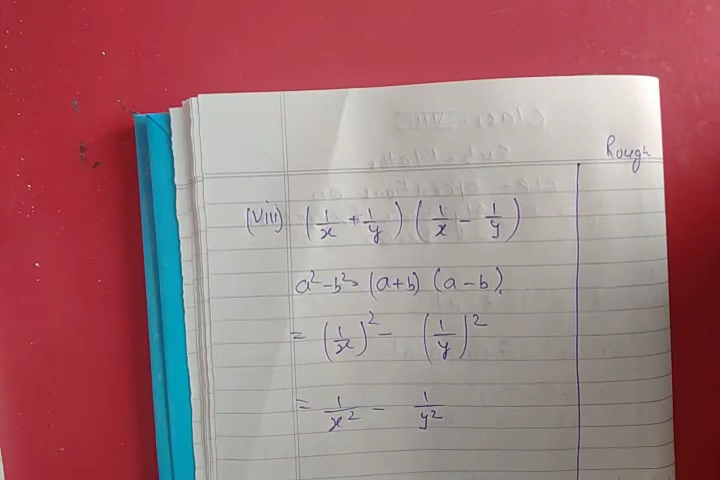 Rough
(viii) (1/x + 1/y) (1/x - 1/y)
a² - b² = (a+b) (a-b)
= (1/x)² - (1/y)²
= 1/x² - 1/y²